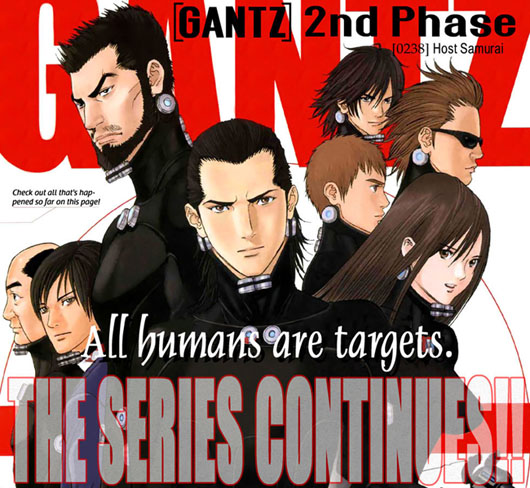 GANTZ
[GANTZ] 2nd Phase
[0238] Host Samurai
Check out all that's hap-
pened so far on this page!
All humans are targets.
THE SERIES CONTINUES!!